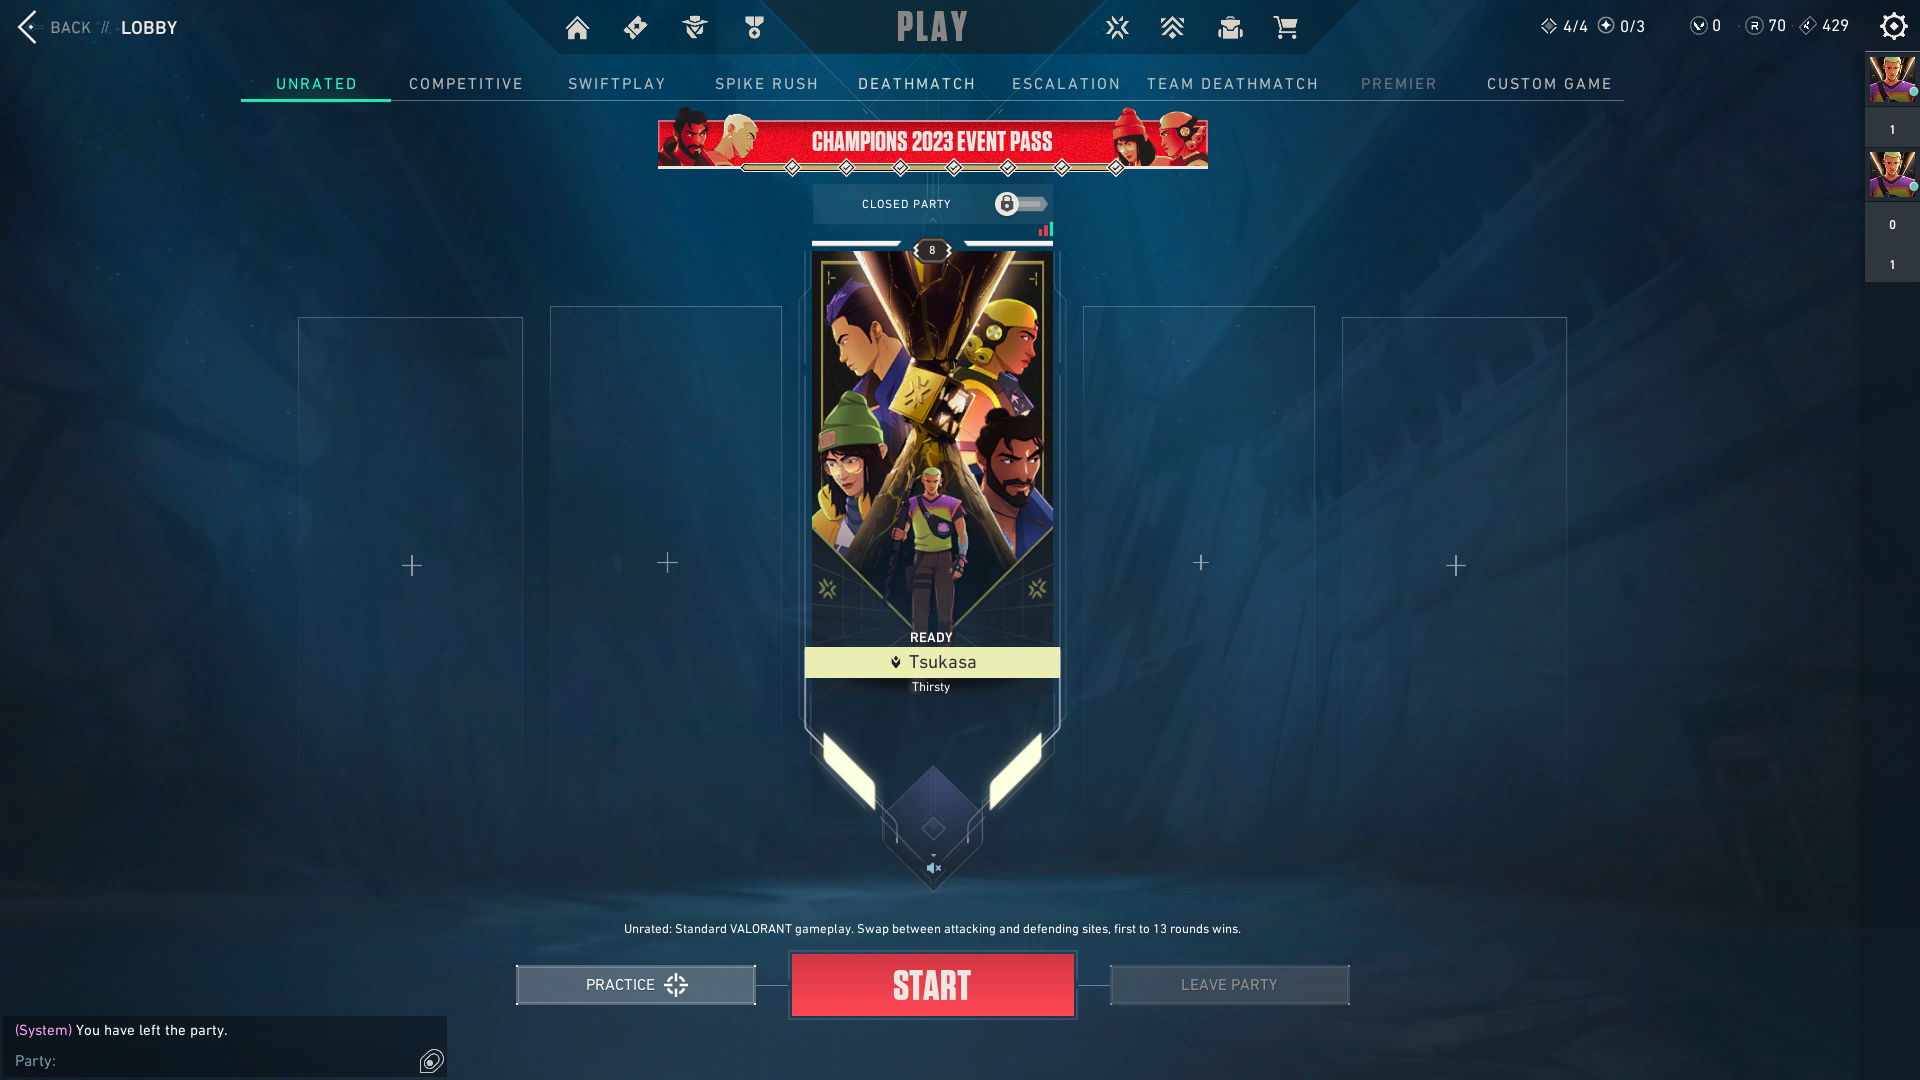 BACK // LOBBY
PLAY
4/4 0/3 0 70 429
UNRATED COMPETITIVE SWIFTPLAY SPIKE RUSH DEATHMATCH ESCALATION TEAM DEATHMATCH PREMIER CUSTOM GAME
CHAMPIONS 2023 EVENT PASS
CLOSED PARTY
8
1
0
1
READY
Tsukasa
Thirsty
Unrated: Standard VALORANT gameplay. Swap between attacking and defending sites, first to 13 rounds wins.
PRACTICE
START
LEAVE PARTY
(System) You have left the party.
Party: